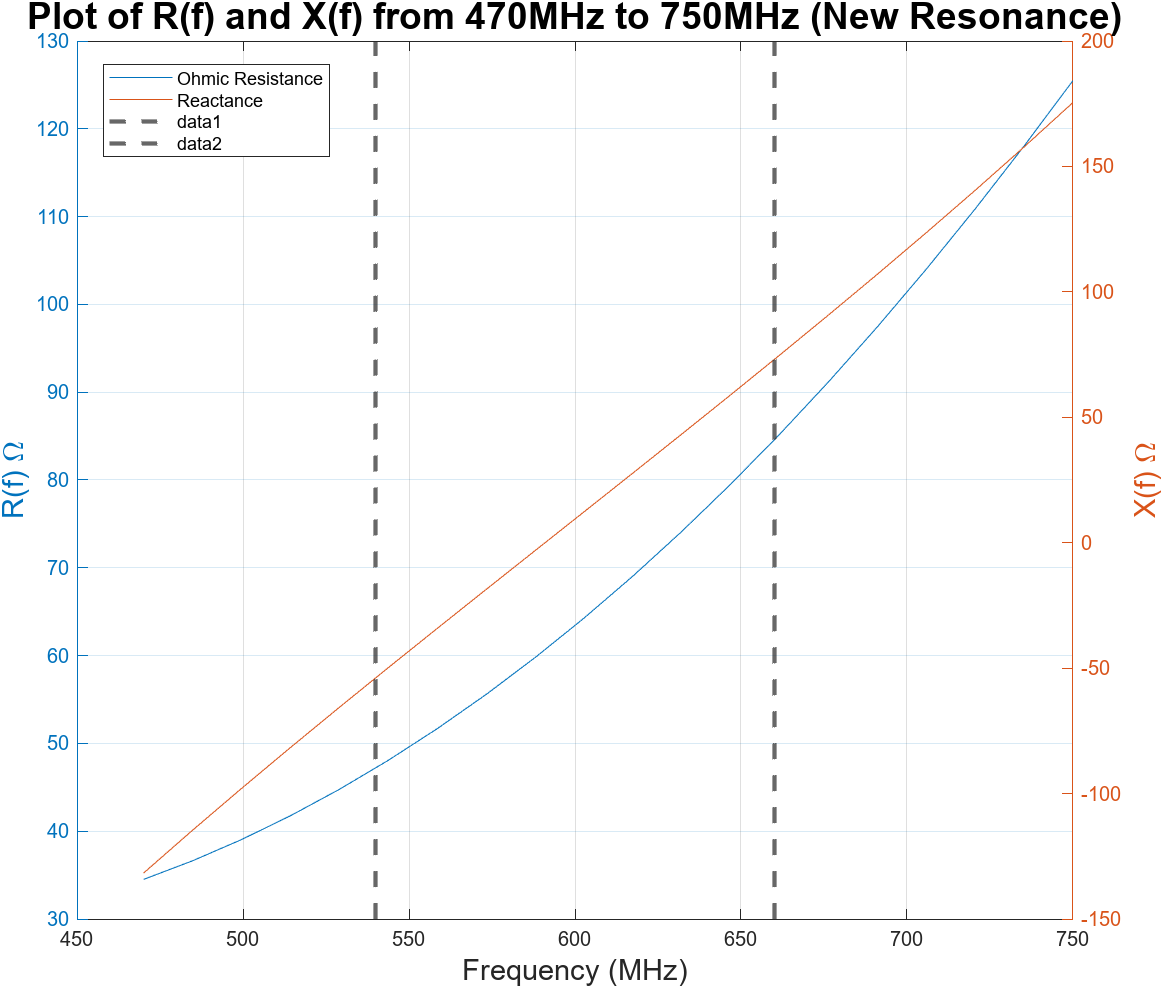 Plot of R(f) and X(f) from 470MHz to 750MHz (New Resonance)
Ohmic Resistance
Reactance
data1
data2
130
120
110
100
90
80
70
60
50
40
30
R(f) Ω
200
150
100
50
0
-50
-100
-150
X(f) Ω
450 500 550 600 650 700 750
Frequency (MHz)